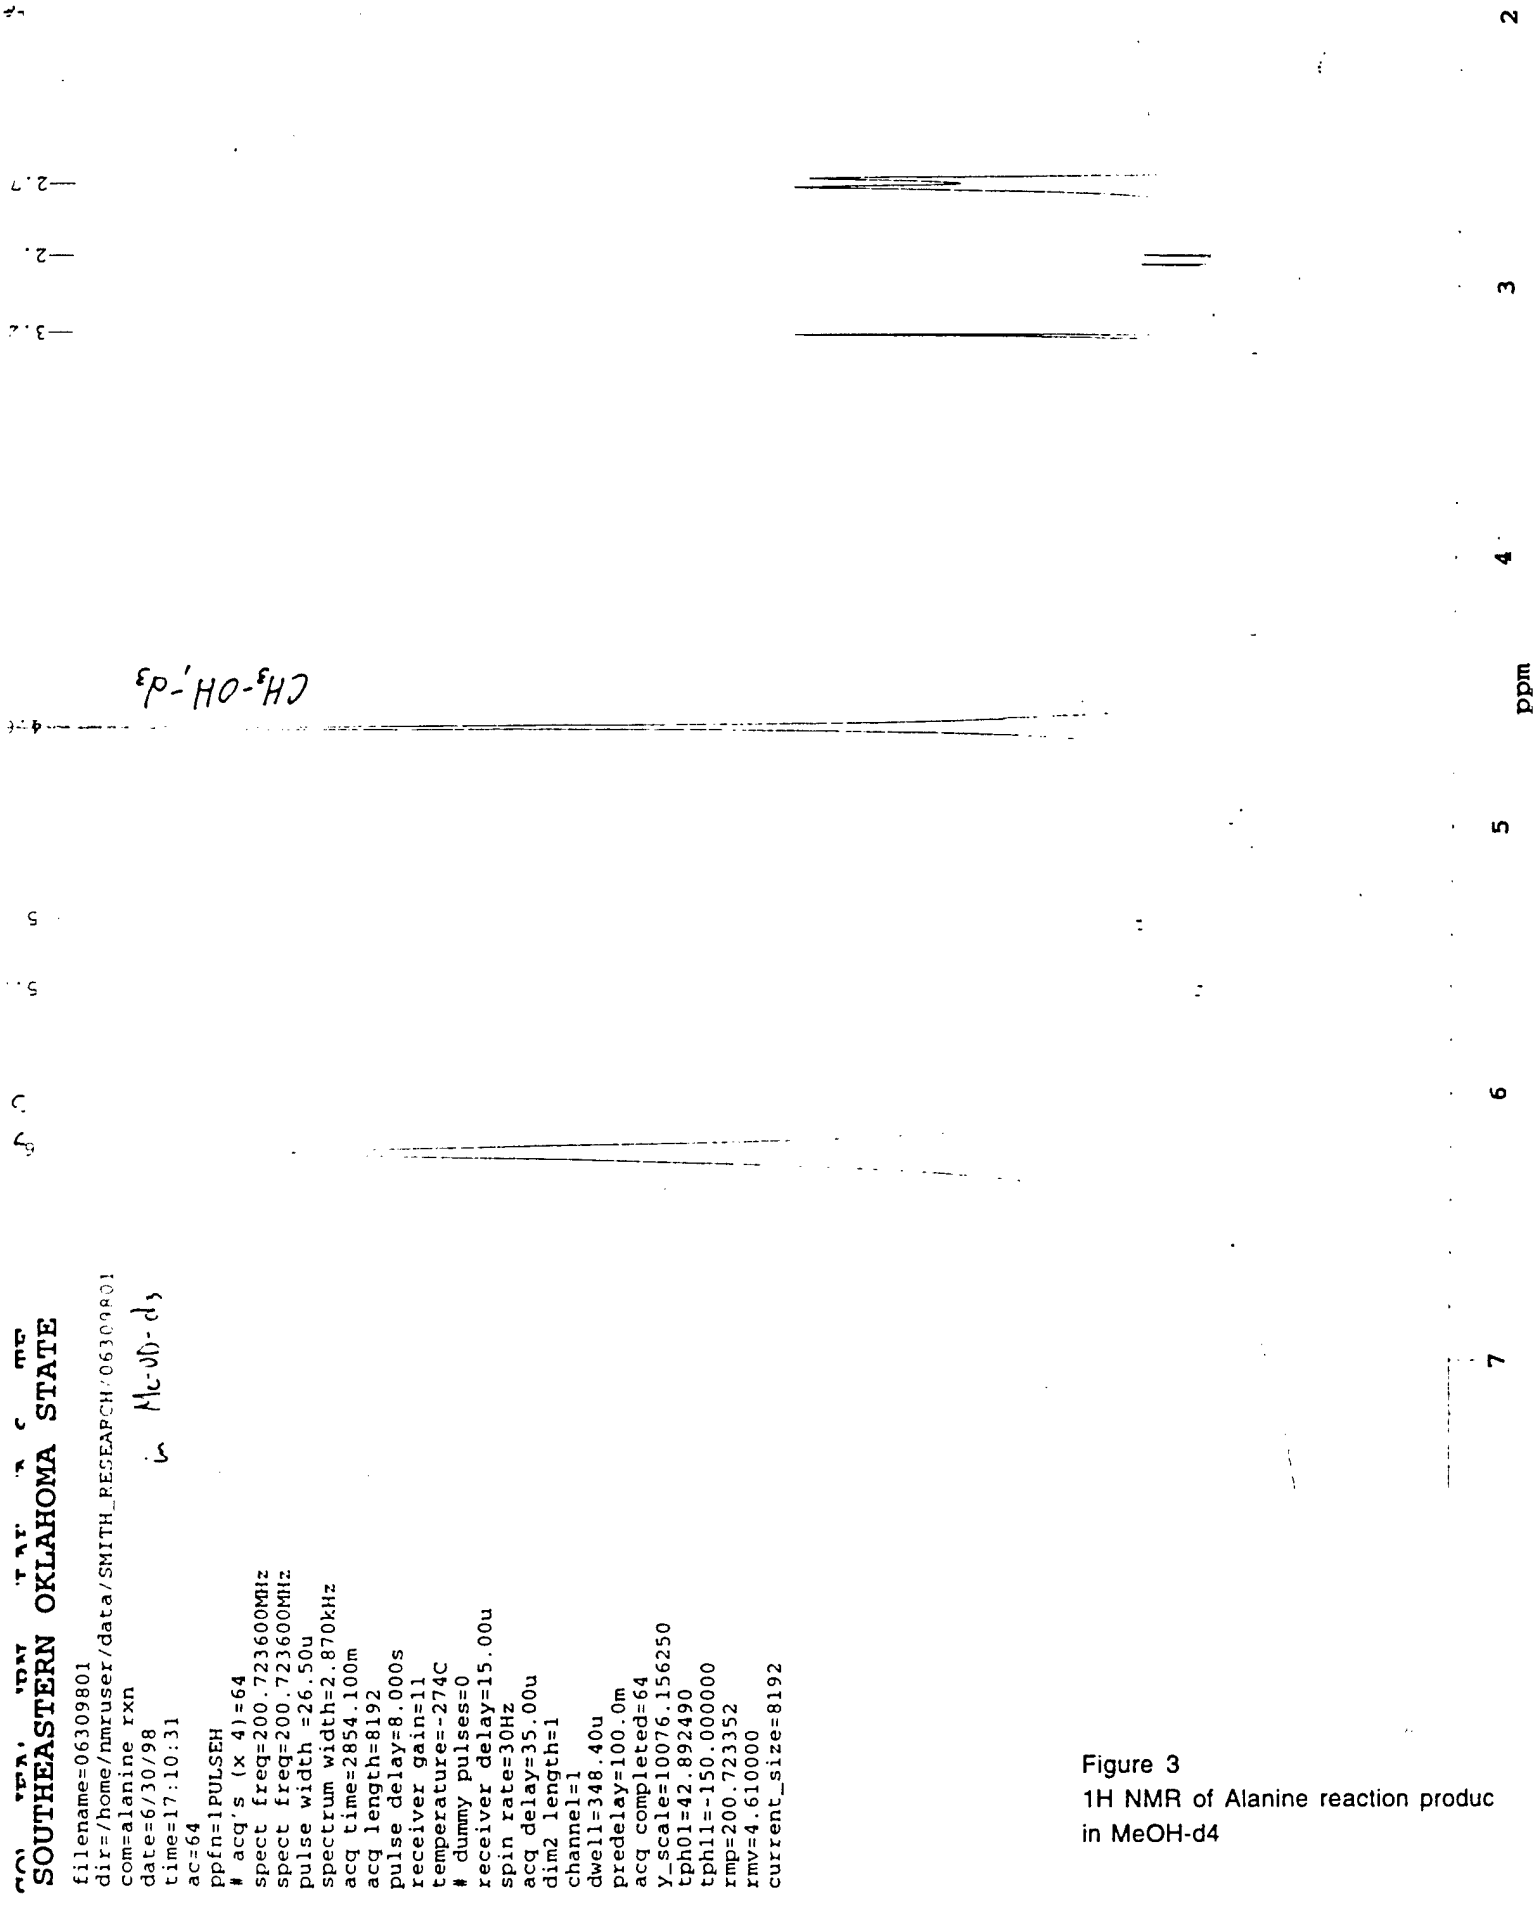 SOUTHEASTERN OKLAHOMA STATE
filename=06309801
dir=/home/nmruser/data/SMITH_RESEARCH/06309801
com=alanine rxn
in Me-OD-d3
date=6/30/98
time=17:10:31
ac=64
ppfn=1PULSEH
# acq's (x 4)=64
spect freq=200.723600MHz
spect freq=200.723600MHz
pulse width =26.50u
spectrum width=2.870kHz
acq time=2854.100m
acq length=8192
pulse delay=8.000s
receiver gain=11
temperature=-274C
# dummy pulses=0
receiver delay=15.00u
spin rate=30Hz
acq delay=35.00u
dim2 length=1
channel=1
dwell=348.40u
predelay=100.0m
acq completed=64
y_scale=10076.156250
tph01=42.892490
tph11=-150.000000
rmp=200.723352
rmv=4.610000
current_size=8192
CH3-OH-d3
2.7
7 6 5 4 3 2
ppm
Figure 3
1H NMR of Alanine reaction produc
in MeOH-d4